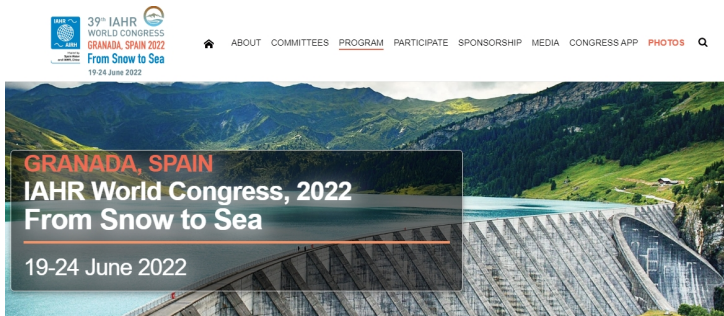 IAHR
AIRH
39th IAHR
WORLD CONGRESS
GRANADA, SPAIN 2022
From Snow to Sea
19-24 June 2022
ABOUT COMMITTEES PROGRAM PARTICIPATE SPONSORSHIP MEDIA CONGRESS APP PHOTOS
GRANADA, SPAIN
IAHR World Congress, 2022
From Snow to Sea
19-24 June 2022